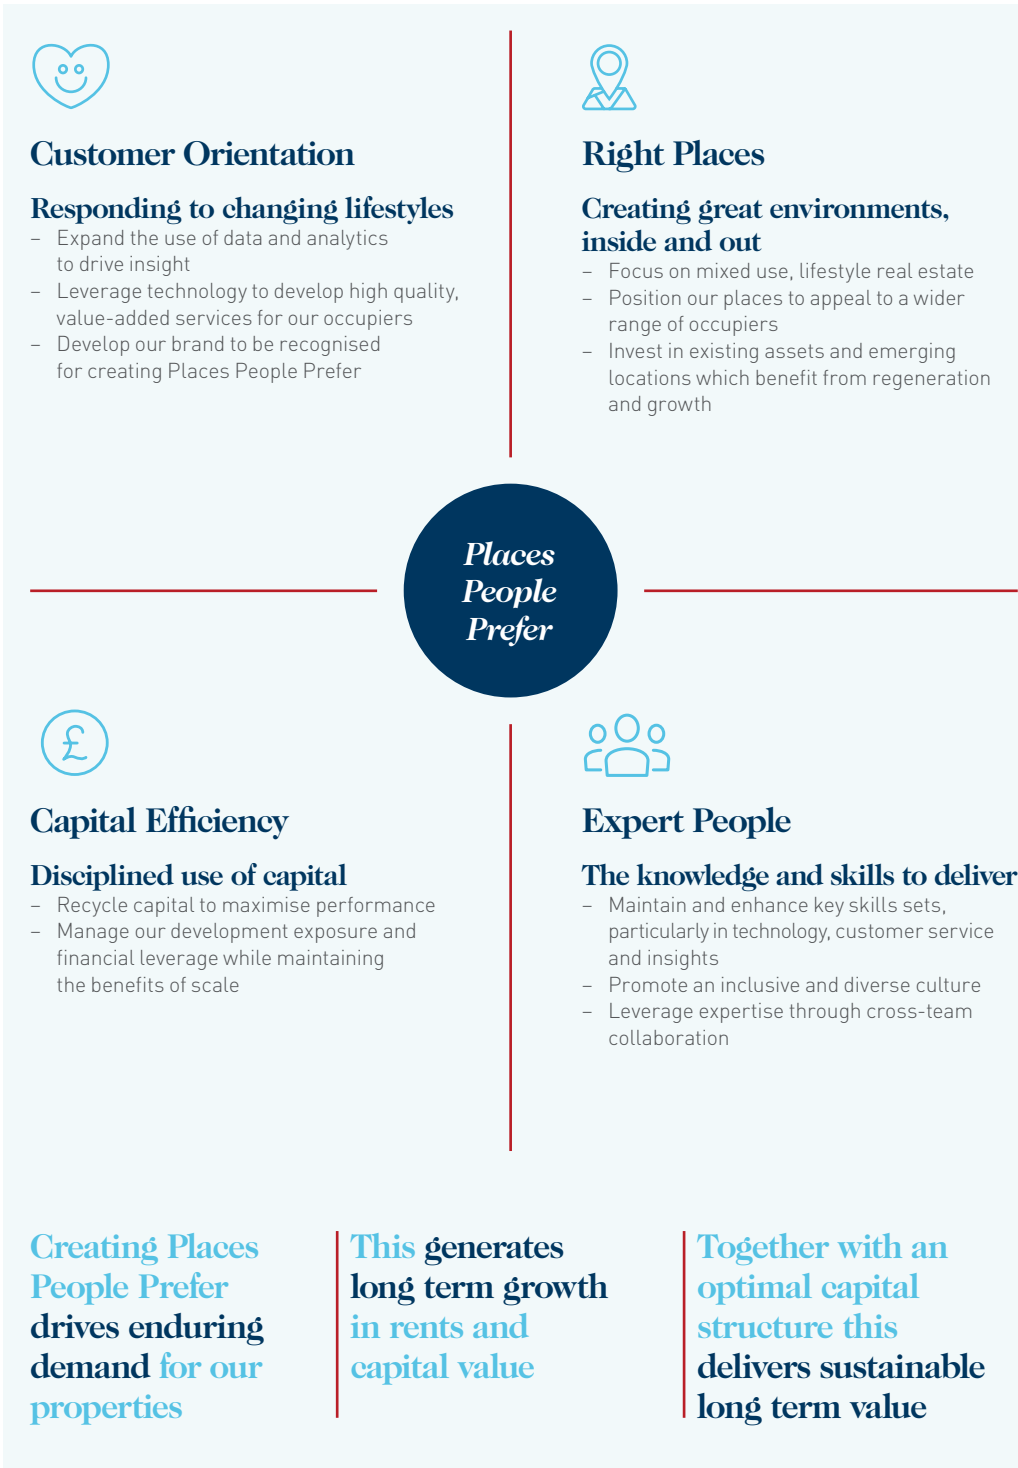 Customer Orientation
Responding to changing lifestyles
– Expand the use of data and analytics
to drive insight
– Leverage technology to develop high quality,
value-added services for our occupiers
– Develop our brand to be recognised
for creating Places People Prefer
Right Places
Creating great environments,
inside and out
– Focus on mixed use, lifestyle real estate
– Position our places to appeal to a wider
range of occupiers
– Invest in existing assets and emerging
locations which benefit from regeneration
and growth
Places
People
Prefer
£
Capital Efficiency
Disciplined use of capital
– Recycle capital to maximise performance
– Manage our development exposure and
financial leverage while maintaining
the benefits of scale
Expert People
The knowledge and skills to deliver
– Maintain and enhance key skills sets,
particularly in technology, customer service
and insights
– Promote an inclusive and diverse culture
– Leverage expertise through cross-team
collaboration
Creating Places
People Prefer
drives enduring
demand for our
properties
This generates
long term growth
in rents and
capital value
Together with an
optimal capital
structure this
delivers sustainable
long term value